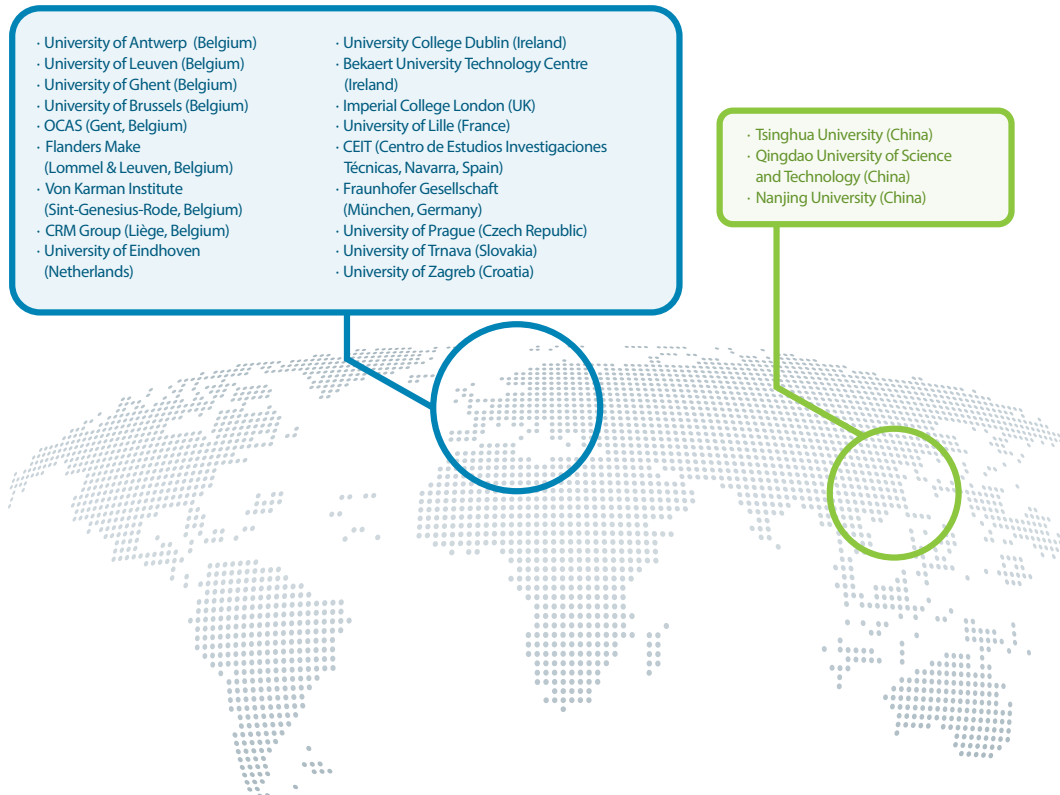 · University of Antwerp (Belgium)
· University of Leuven (Belgium)
· University of Ghent (Belgium)
· University of Brussels (Belgium)
· OCAS (Gent, Belgium)
· Flanders Make
(Lommel & Leuven, Belgium)
· Von Karman Institute
(Sint-Genesius-Rode, Belgium)
· CRM Group (Liège, Belgium)
· University of Eindhoven
(Netherlands)
· University College Dublin (Ireland)
· Bekaert University Technology Centre
(Ireland)
· Imperial College London (UK)
· University of Lille (France)
· CEIT (Centro de Estudios Investigaciones
Técnicas, Navarra, Spain)
· Fraunhofer Gesellschaft
(München, Germany)
· University of Prague (Czech Republic)
· University of Trnava (Slovakia)
· University of Zagreb (Croatia)
· Tsinghua University (China)
· Qingdao University of Science
and Technology (China)
· Nanjing University (China)